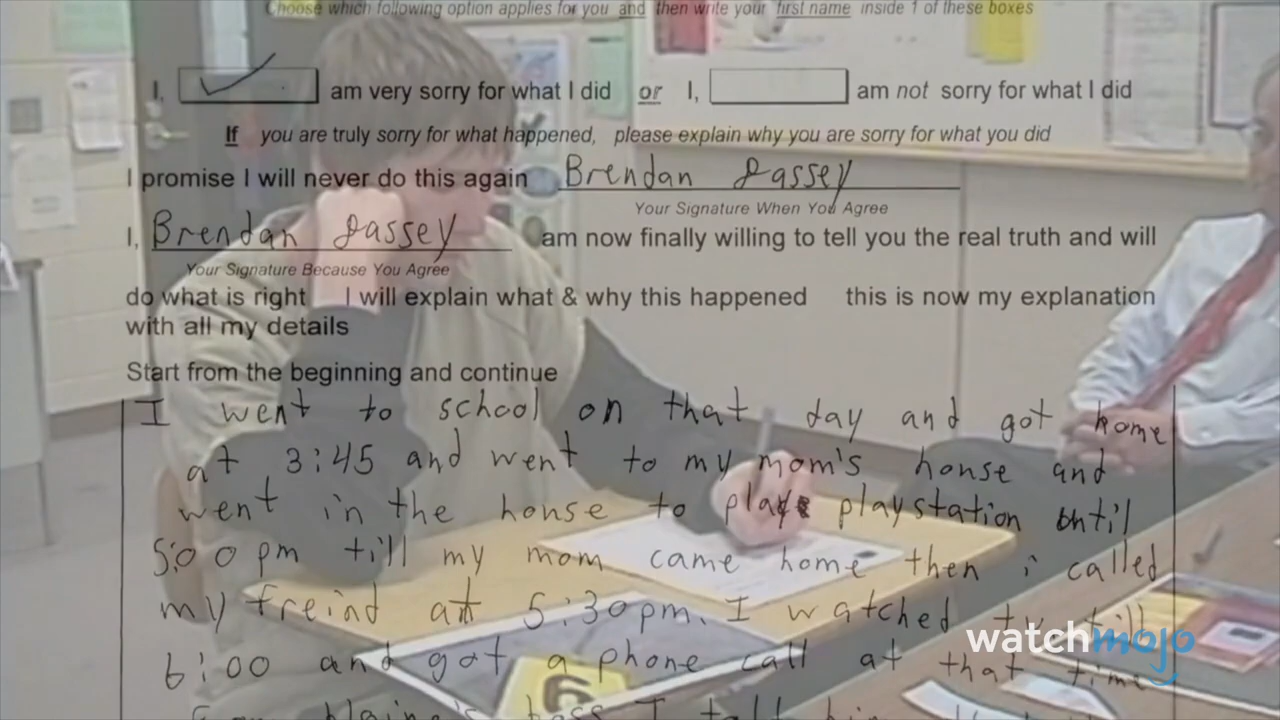 Choose which following option applies for you and then write your first name inside 1 of these boxes
I, ✓ am very sorry for what I did or I, am not sorry for what I did
If you are truly sorry for what happened, please explain why you are sorry for what you did
I promise I will never do this again Brendan Dassey
Your Signature When You Agree
I, Brendan Dassey am now finally willing to tell you the real truth and will
Your Signature Because You Agree
do what is right I will explain what & why this happened this is now my explanation
with all my details
Start from the beginning and continue
I went to school on that day and got home
at 3:45 and went to my mom's house and
went in the house to play playstation until
5:00 pm till my mom came home then i called
my freind at 5:30pm. I watched tv till
6:00 and got a phone call at that time
watchmojo
6
blaine's boss I